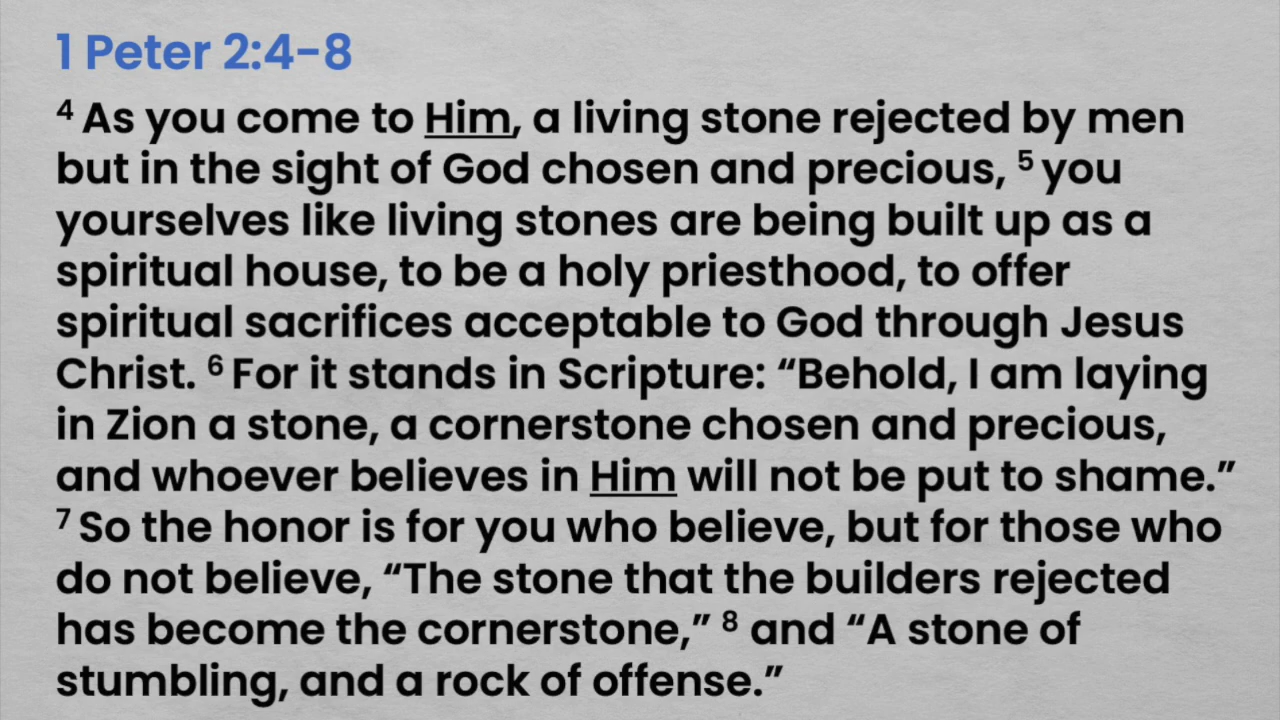 1 Peter 2:4–8
4 As you come to Him, a living stone rejected by men
but in the sight of God chosen and precious, 5 you
yourselves like living stones are being built up as a
spiritual house, to be a holy priesthood, to offer
spiritual sacrifices acceptable to God through Jesus
Christ. 6 For it stands in Scripture: “Behold, I am laying
in Zion a stone, a cornerstone chosen and precious,
and whoever believes in Him will not be put to shame.”
7 So the honor is for you who believe, but for those who
do not believe, “The stone that the builders rejected
has become the cornerstone,” 8 and “A stone of
stumbling, and a rock of offense.”